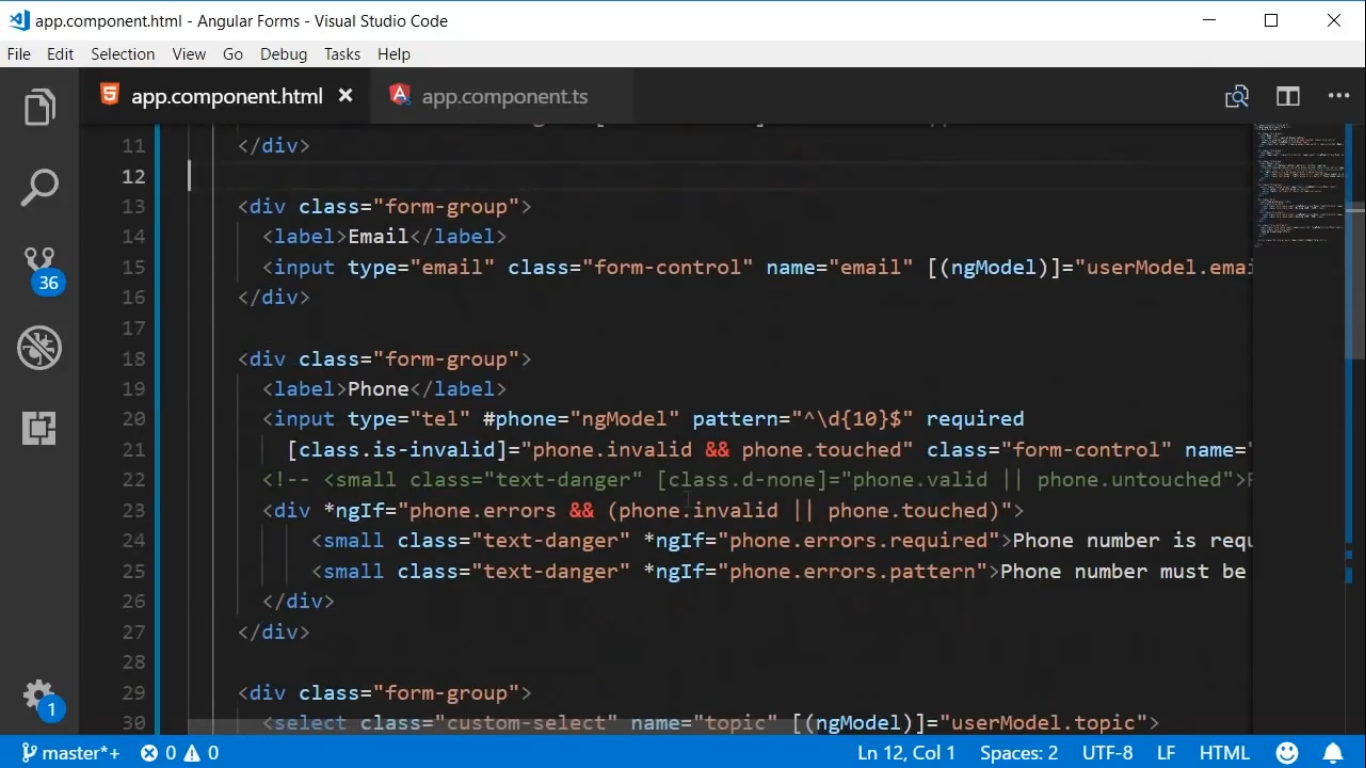 app.component.html - Angular Forms - Visual Studio Code
File Edit Selection View Go Debug Tasks Help
app.component.html
app.component.ts
11 </div>
12
13 <div class="form-group">
14 <label>Email</label>
15 <input type="email" class="form-control" name="email" [(ngModel)]="userModel.emai
16 </div>
17
18 <div class="form-group">
19 <label>Phone</label>
20 <input type="tel" #phone="ngModel" pattern="^\d{10}$" required
21 [class.is-invalid]="phone.invalid && phone.touched" class="form-control" name="
22 <!-- <small class="text-danger" [class.d-none]="phone.valid || phone.untouched">
23 <div *ngIf="phone.errors && (phone.invalid || phone.touched)">
24 <small class="text-danger" *ngIf="phone.errors.required">Phone number is requ
25 <small class="text-danger" *ngIf="phone.errors.pattern">Phone number must be
26 </div>
27 </div>
28
29 <div class="form-group">
30 <select class="custom-select" name="topic" [(ngModel)]="userModel.topic">
36
1
master*+ 0 0 Ln 12, Col 1 Spaces: 2 UTF-8 LF HTML